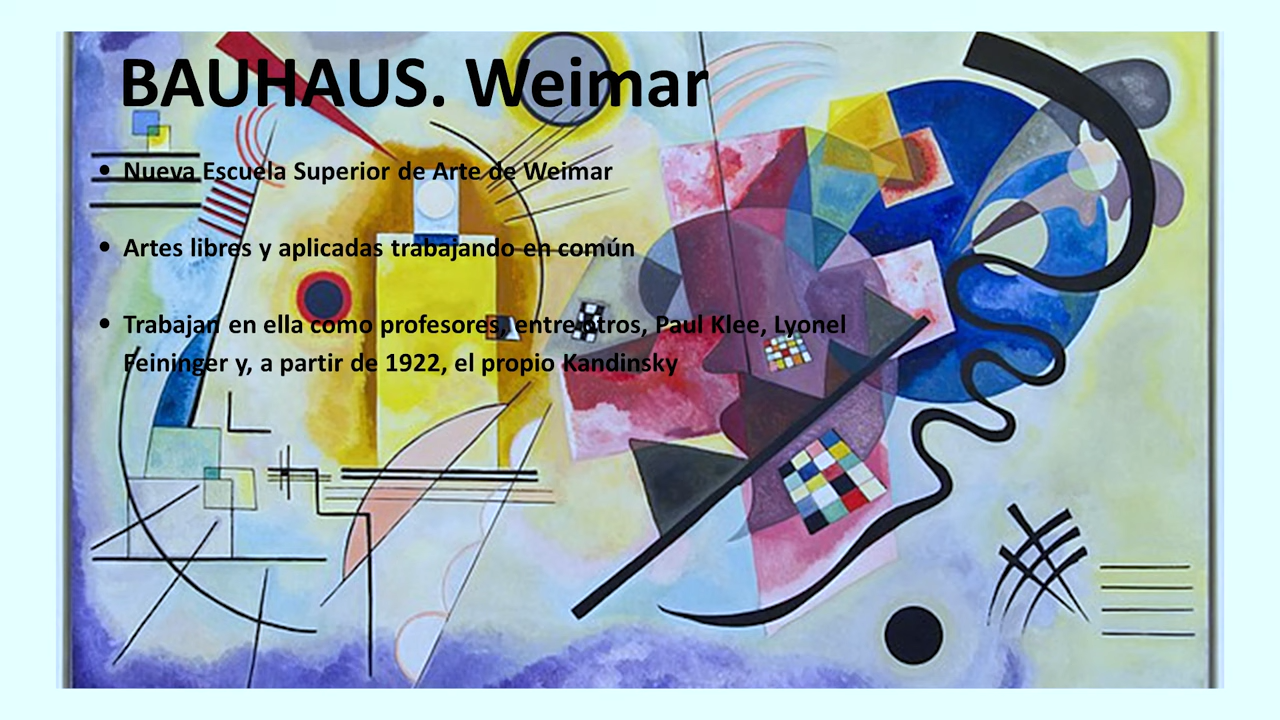 BAUHAUS. Weimar
• Nueva Escuela Superior de Arte de Weimar
• Artes libres y aplicadas trabajando en común
• Trabajan en ella como profesores, entre otros, Paul Klee, Lyonel
Feininger y, a partir de 1922, el propio Kandinsky